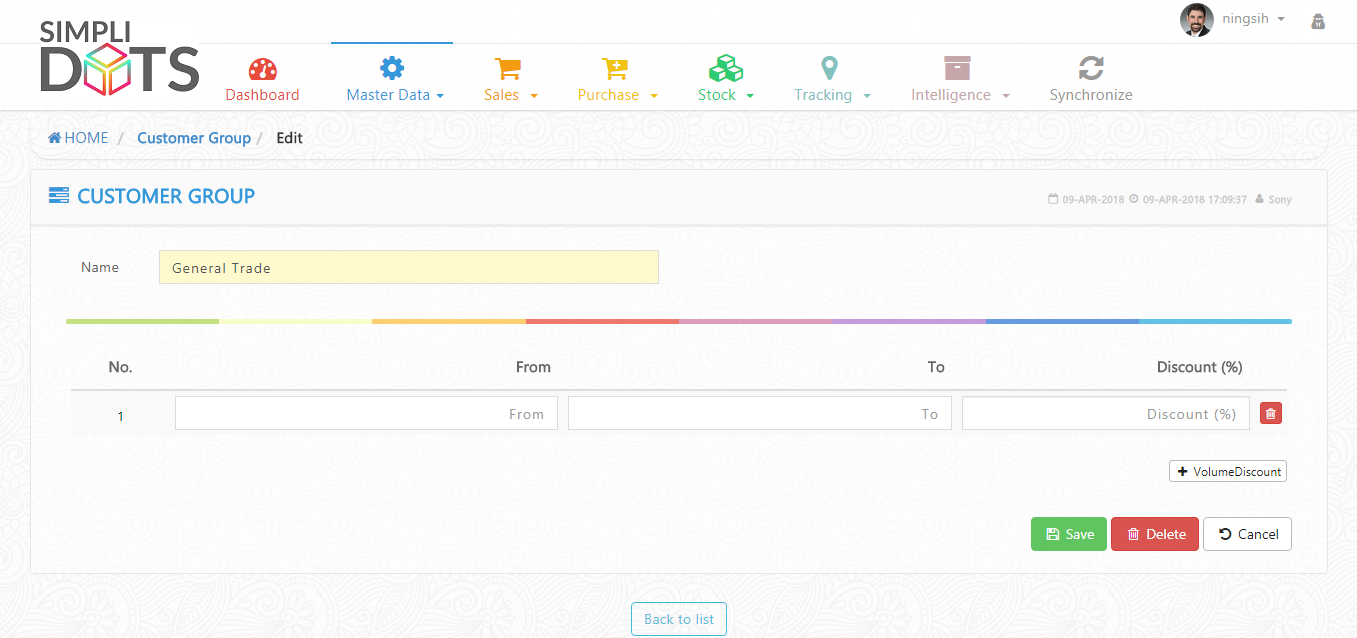 SIMPLI
DOTS
ningsih
Dashboard Master Data Sales Purchase Stock Tracking Intelligence Synchronize
HOME / Customer Group / Edit
CUSTOMER GROUP
09-APR-2018 09-APR-2018 17:09:37 Sony
Name General Trade
No. From To Discount (%)
1 From To Discount (%)
+ VolumeDiscount
Save Delete Cancel
Back to list